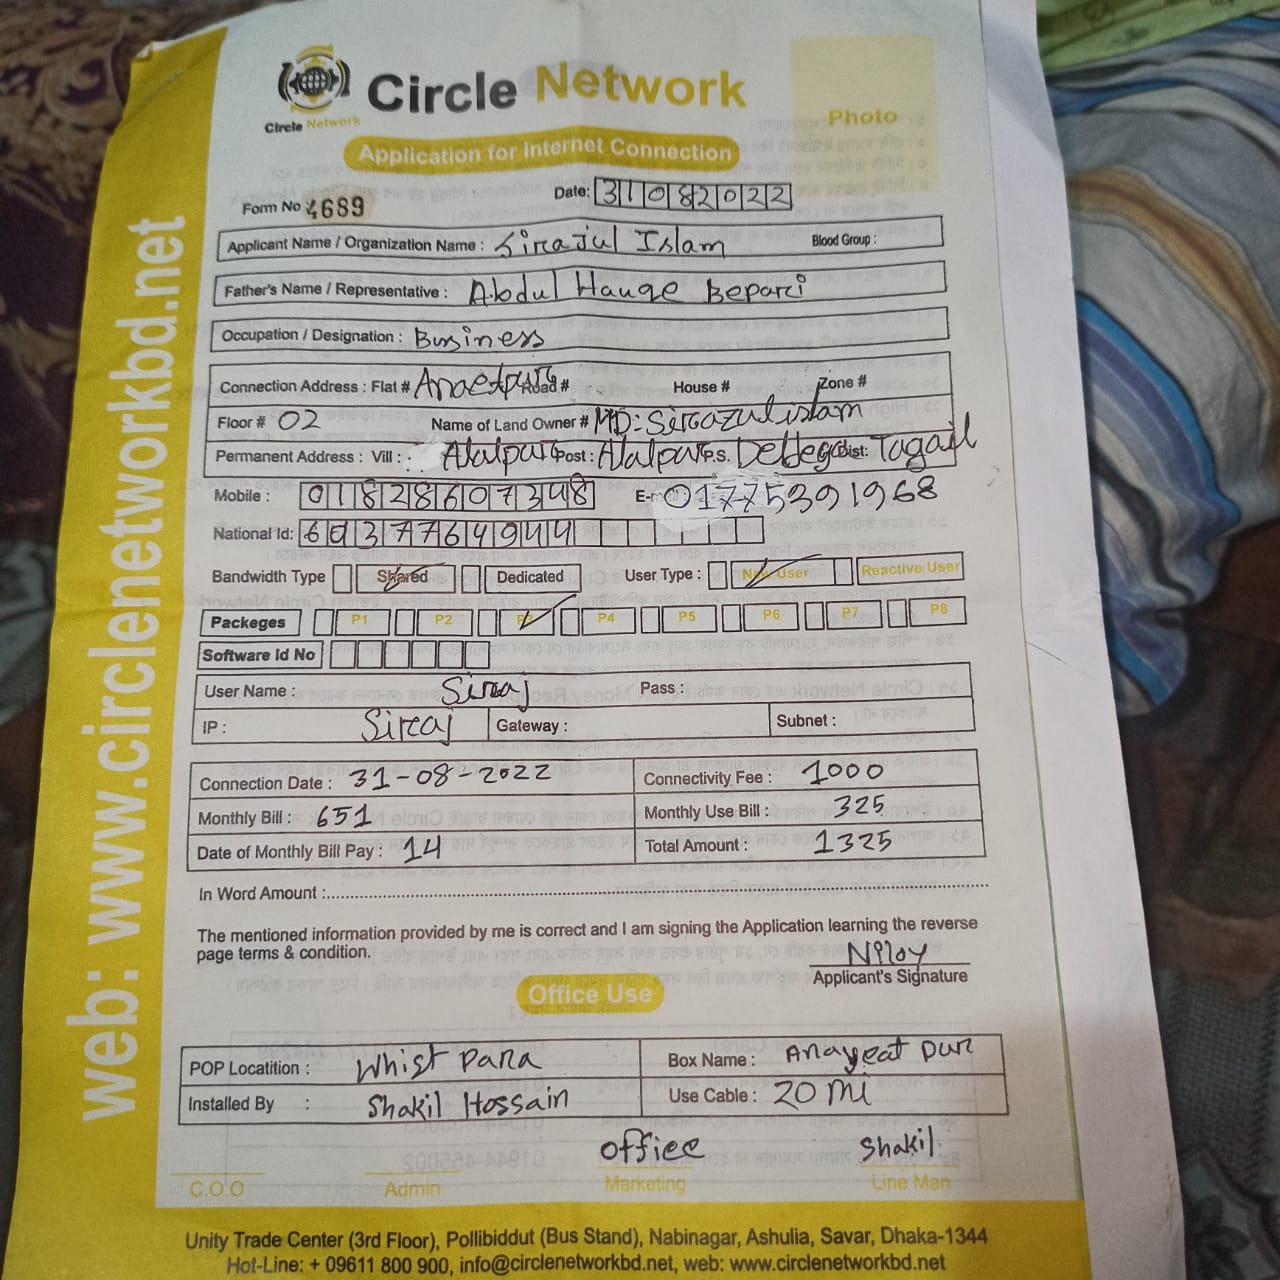 Circle Network
Circle Network
Photo
Application for Internet Connection
Date: 31082022
Form No 4689
Applicant Name / Organization Name : Sirajul Islam Blood Group :
Father's Name / Representative : Abdul Hauqe Bepari
Occupation / Designation : Business
Connection Address : Flat # Road # House # Zone #
Floor # 02 Name of Land Owner # MD: Sirazul islam
Permanent Address : Vill : Alalpur Post : Alalpur P.S. Dist:
Mobile : 01828607348 01775391968
National Id: 6037764944
Bandwidth Type Shared Dedicated User Type : New User Reactive User
Packeges P1 P2 P3 P4 P5 P6 P7 P8
Software Id No
User Name : Siraj Pass :
IP : Siraj Gateway : Subnet :
Connection Date : 31-08-2022 Connectivity Fee : 1000
Monthly Bill : 651 Monthly Use Bill : 325
Date of Monthly Bill Pay : 14 Total Amount : 1325
In Word Amount :
The mentioned information provided by me is correct and I am signing the Application learning the reverse
page terms & condition.
Niloy
Applicant's Signature
Office Use
POP Locatition : Whist para Box Name : Anayeat pur
Installed By : Shakil Hossain Use Cable : 20 mi
office Shakil
C.O.O Admin Marketing Line Man
Unity Trade Center (3rd Floor), Pollibiddut (Bus Stand), Nabinagar, Ashulia, Savar, Dhaka-1344
Hot-Line: + 09611 800 900, info@circlenetworkbd.net, web: www.circlenetworkbd.net
web: www.circlenetworkbd.net